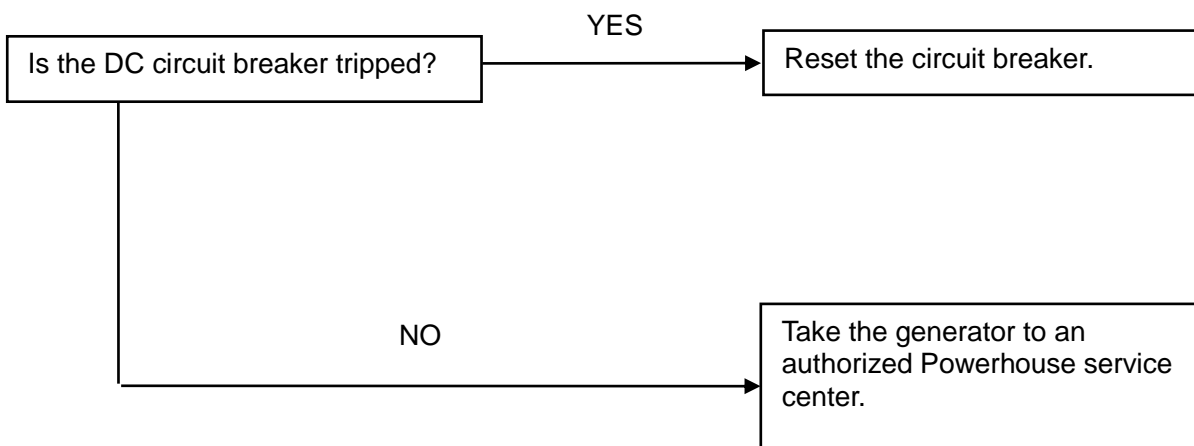 YES
Is the DC circuit breaker tripped?
Reset the circuit breaker.
NO
Take the generator to an
authorized Powerhouse service
center.